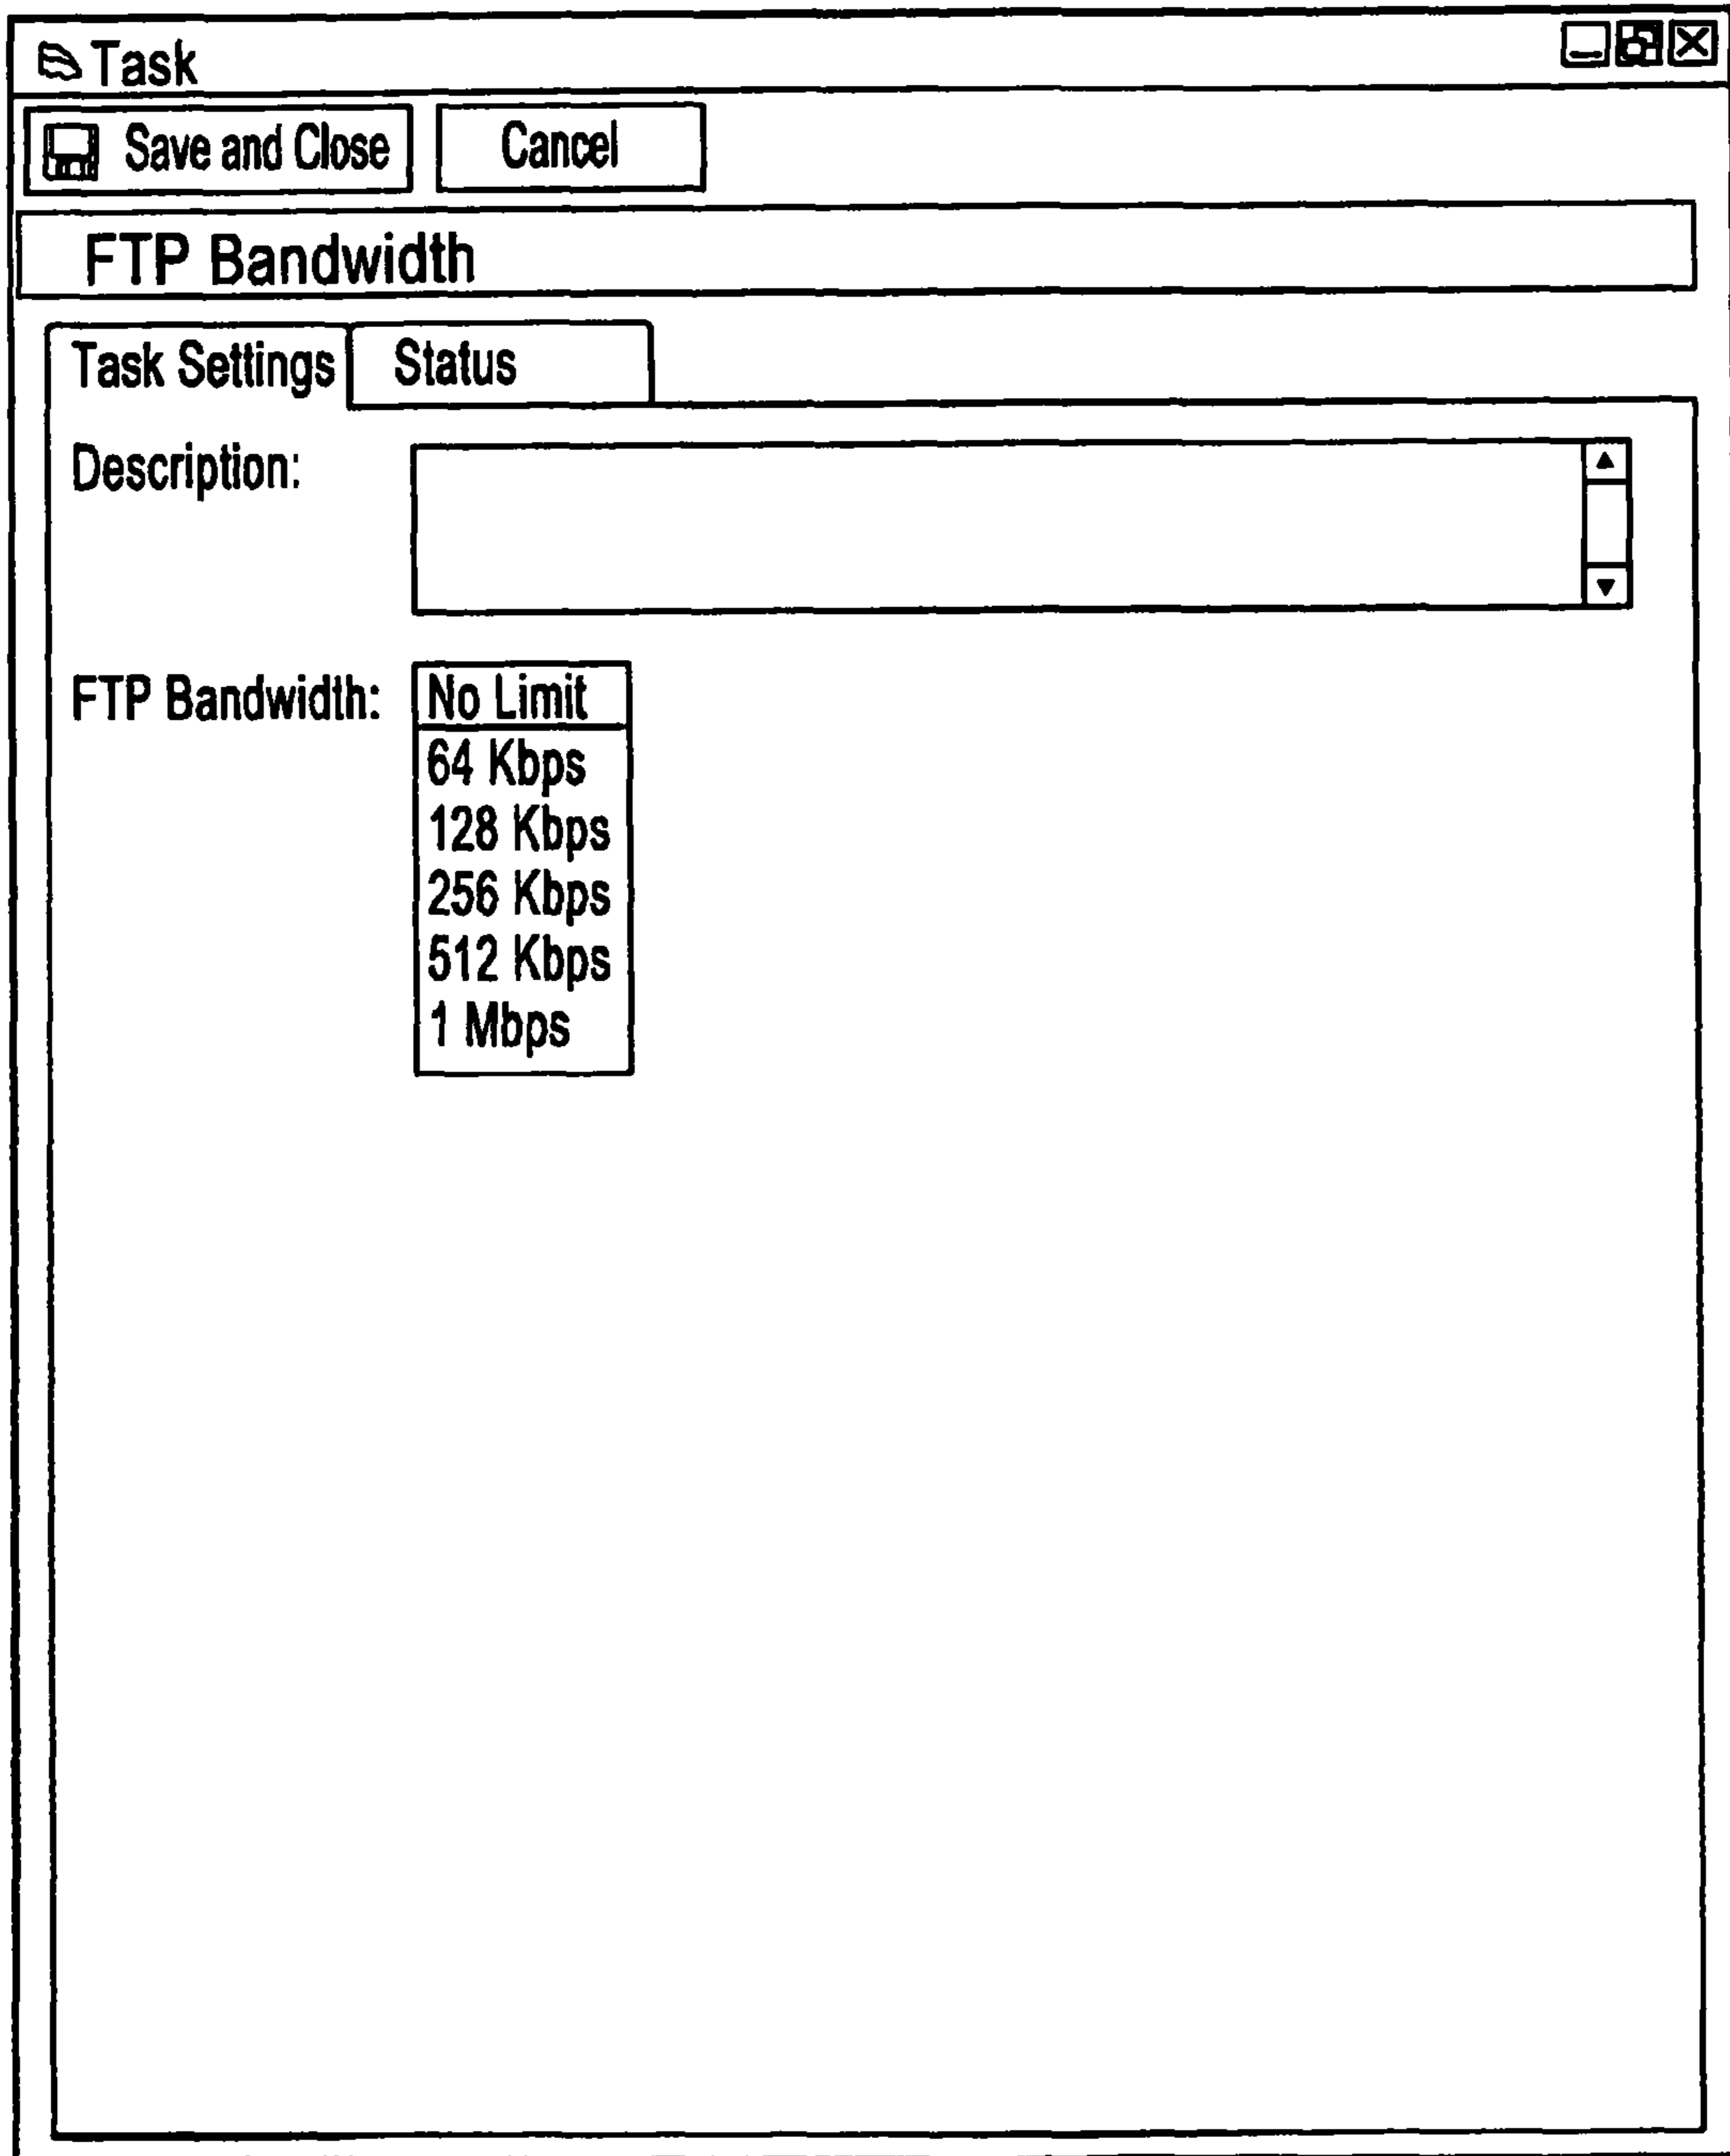 Task
Save and Close Cancel
FTP Bandwidth
Task Settings Status
Description:
FTP Bandwidth: No Limit
64 Kbps
128 Kbps
256 Kbps
512 Kbps
1 Mbps